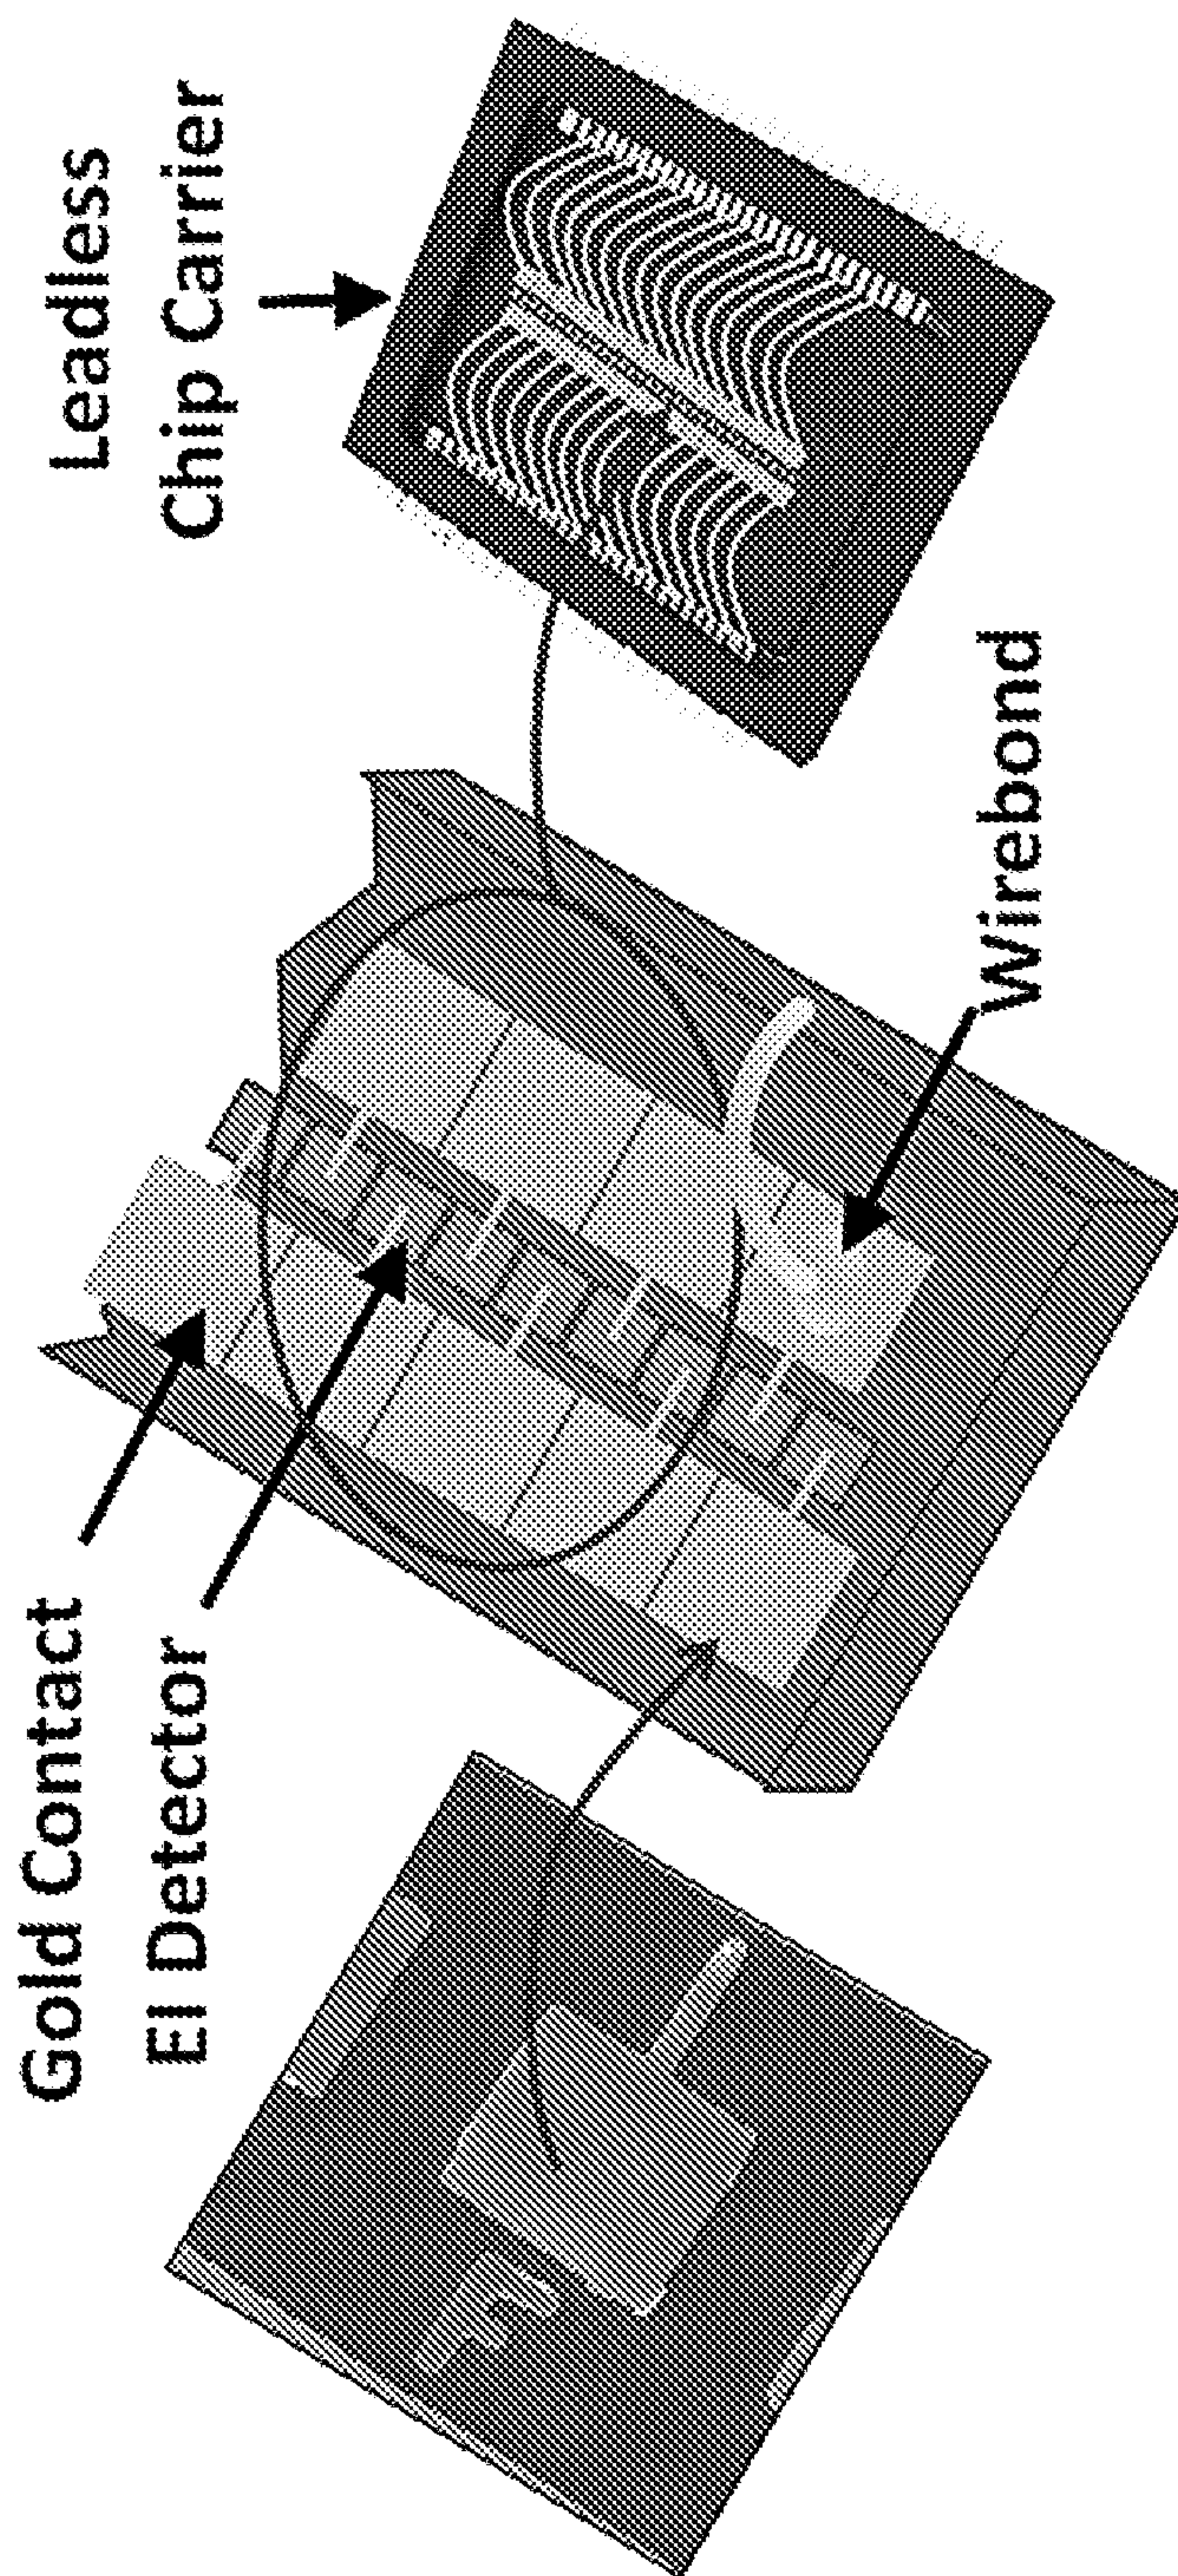 Gold Contact
EI Detector
Leadless
Chip Carrier
Wirebond